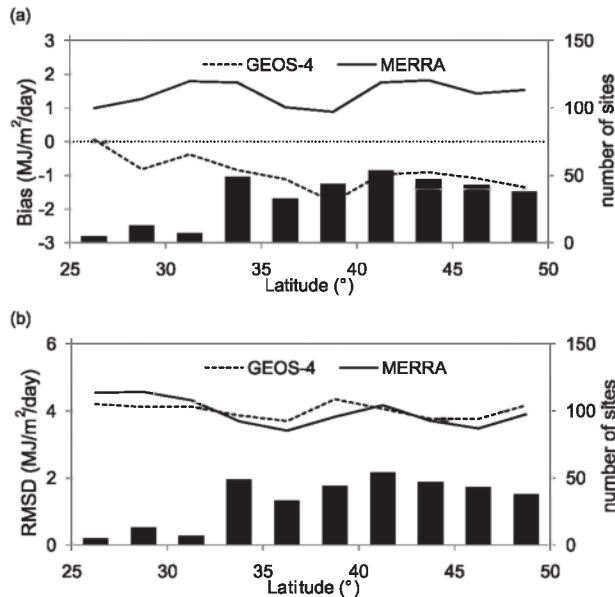 (a)
GEOS-4 MERRA
Bias (MJ/m²/day)
3
2
1
0
-1
-2
-3
150
100
50
0
number of sites
25 30 35 40 45 50
Latitude (°)
(b)
GEOS-4 MERRA
RMSD (MJ/m²/day)
6
4
2
0
150
100
50
0
number of sites
25 30 35 40 45 50
Latitude (°)